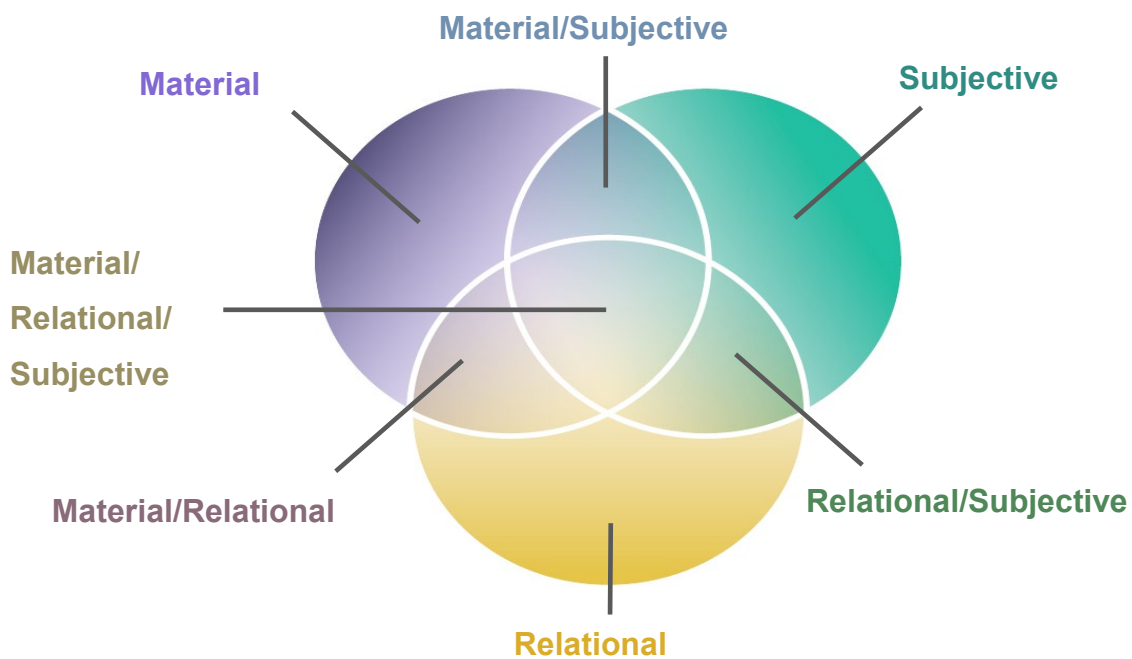 Material/Subjective
Material
Subjective
Material/
Relational/
Subjective
Material/Relational
Relational/Subjective
Relational